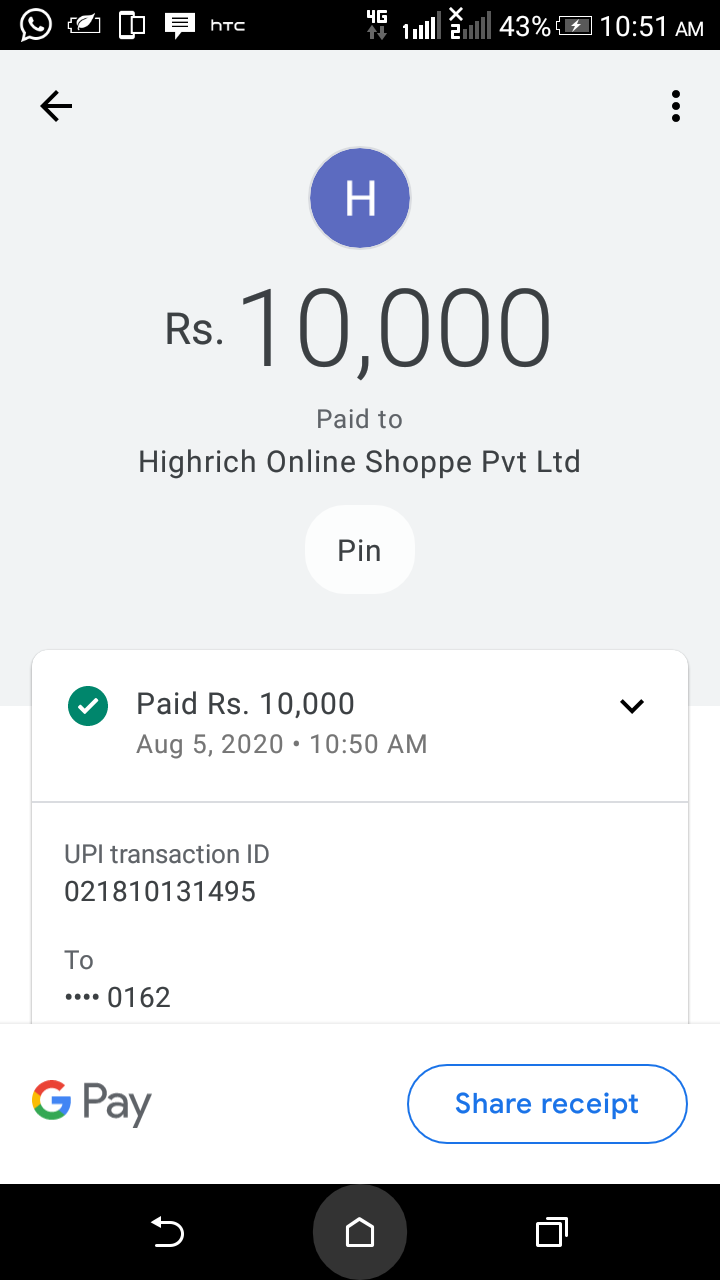 hTC 4G 1 2 43% 10:51 AM
H
Rs. 10,000
Paid to
Highrich Online Shoppe Pvt Ltd
Pin
Paid Rs. 10,000
Aug 5, 2020 • 10:50 AM
UPI transaction ID
021810131495
To
•••• 0162
G Pay
Share receipt